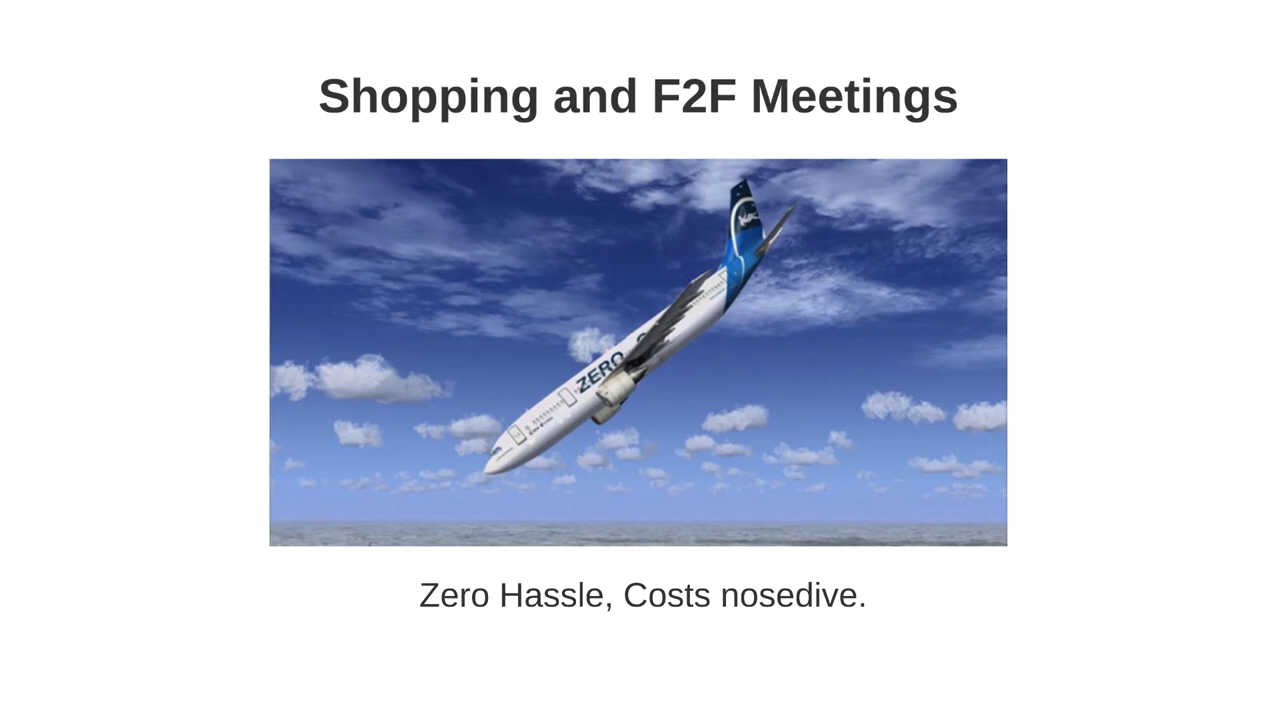 Shopping and F2F Meetings
ZERO
Zero Hassle, Costs nosedive.